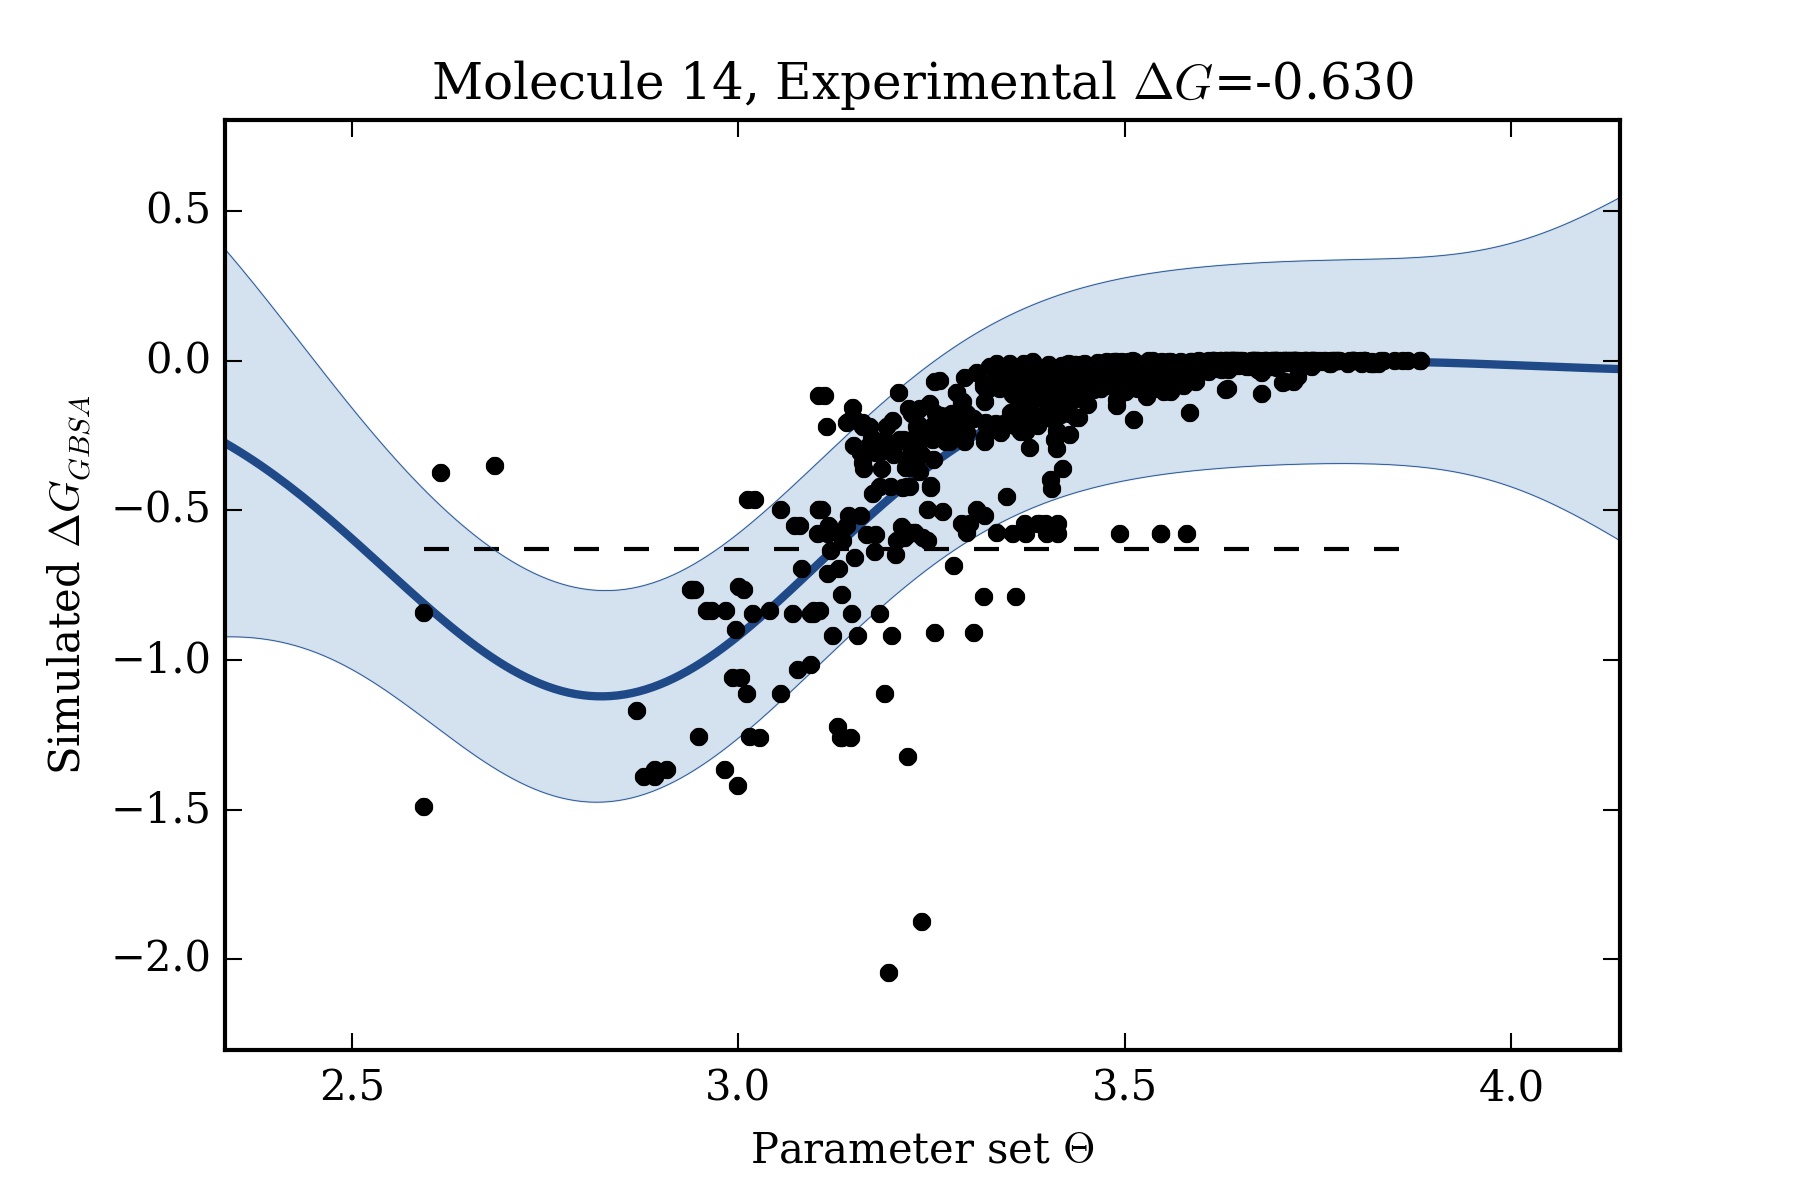 Molecule 14, Experimental ΔG=-0.630
Simulated ΔG_GBSA
0.5
0.0
−0.5
−1.0
−1.5
−2.0
2.5 3.0 3.5 4.0
Parameter set Θ